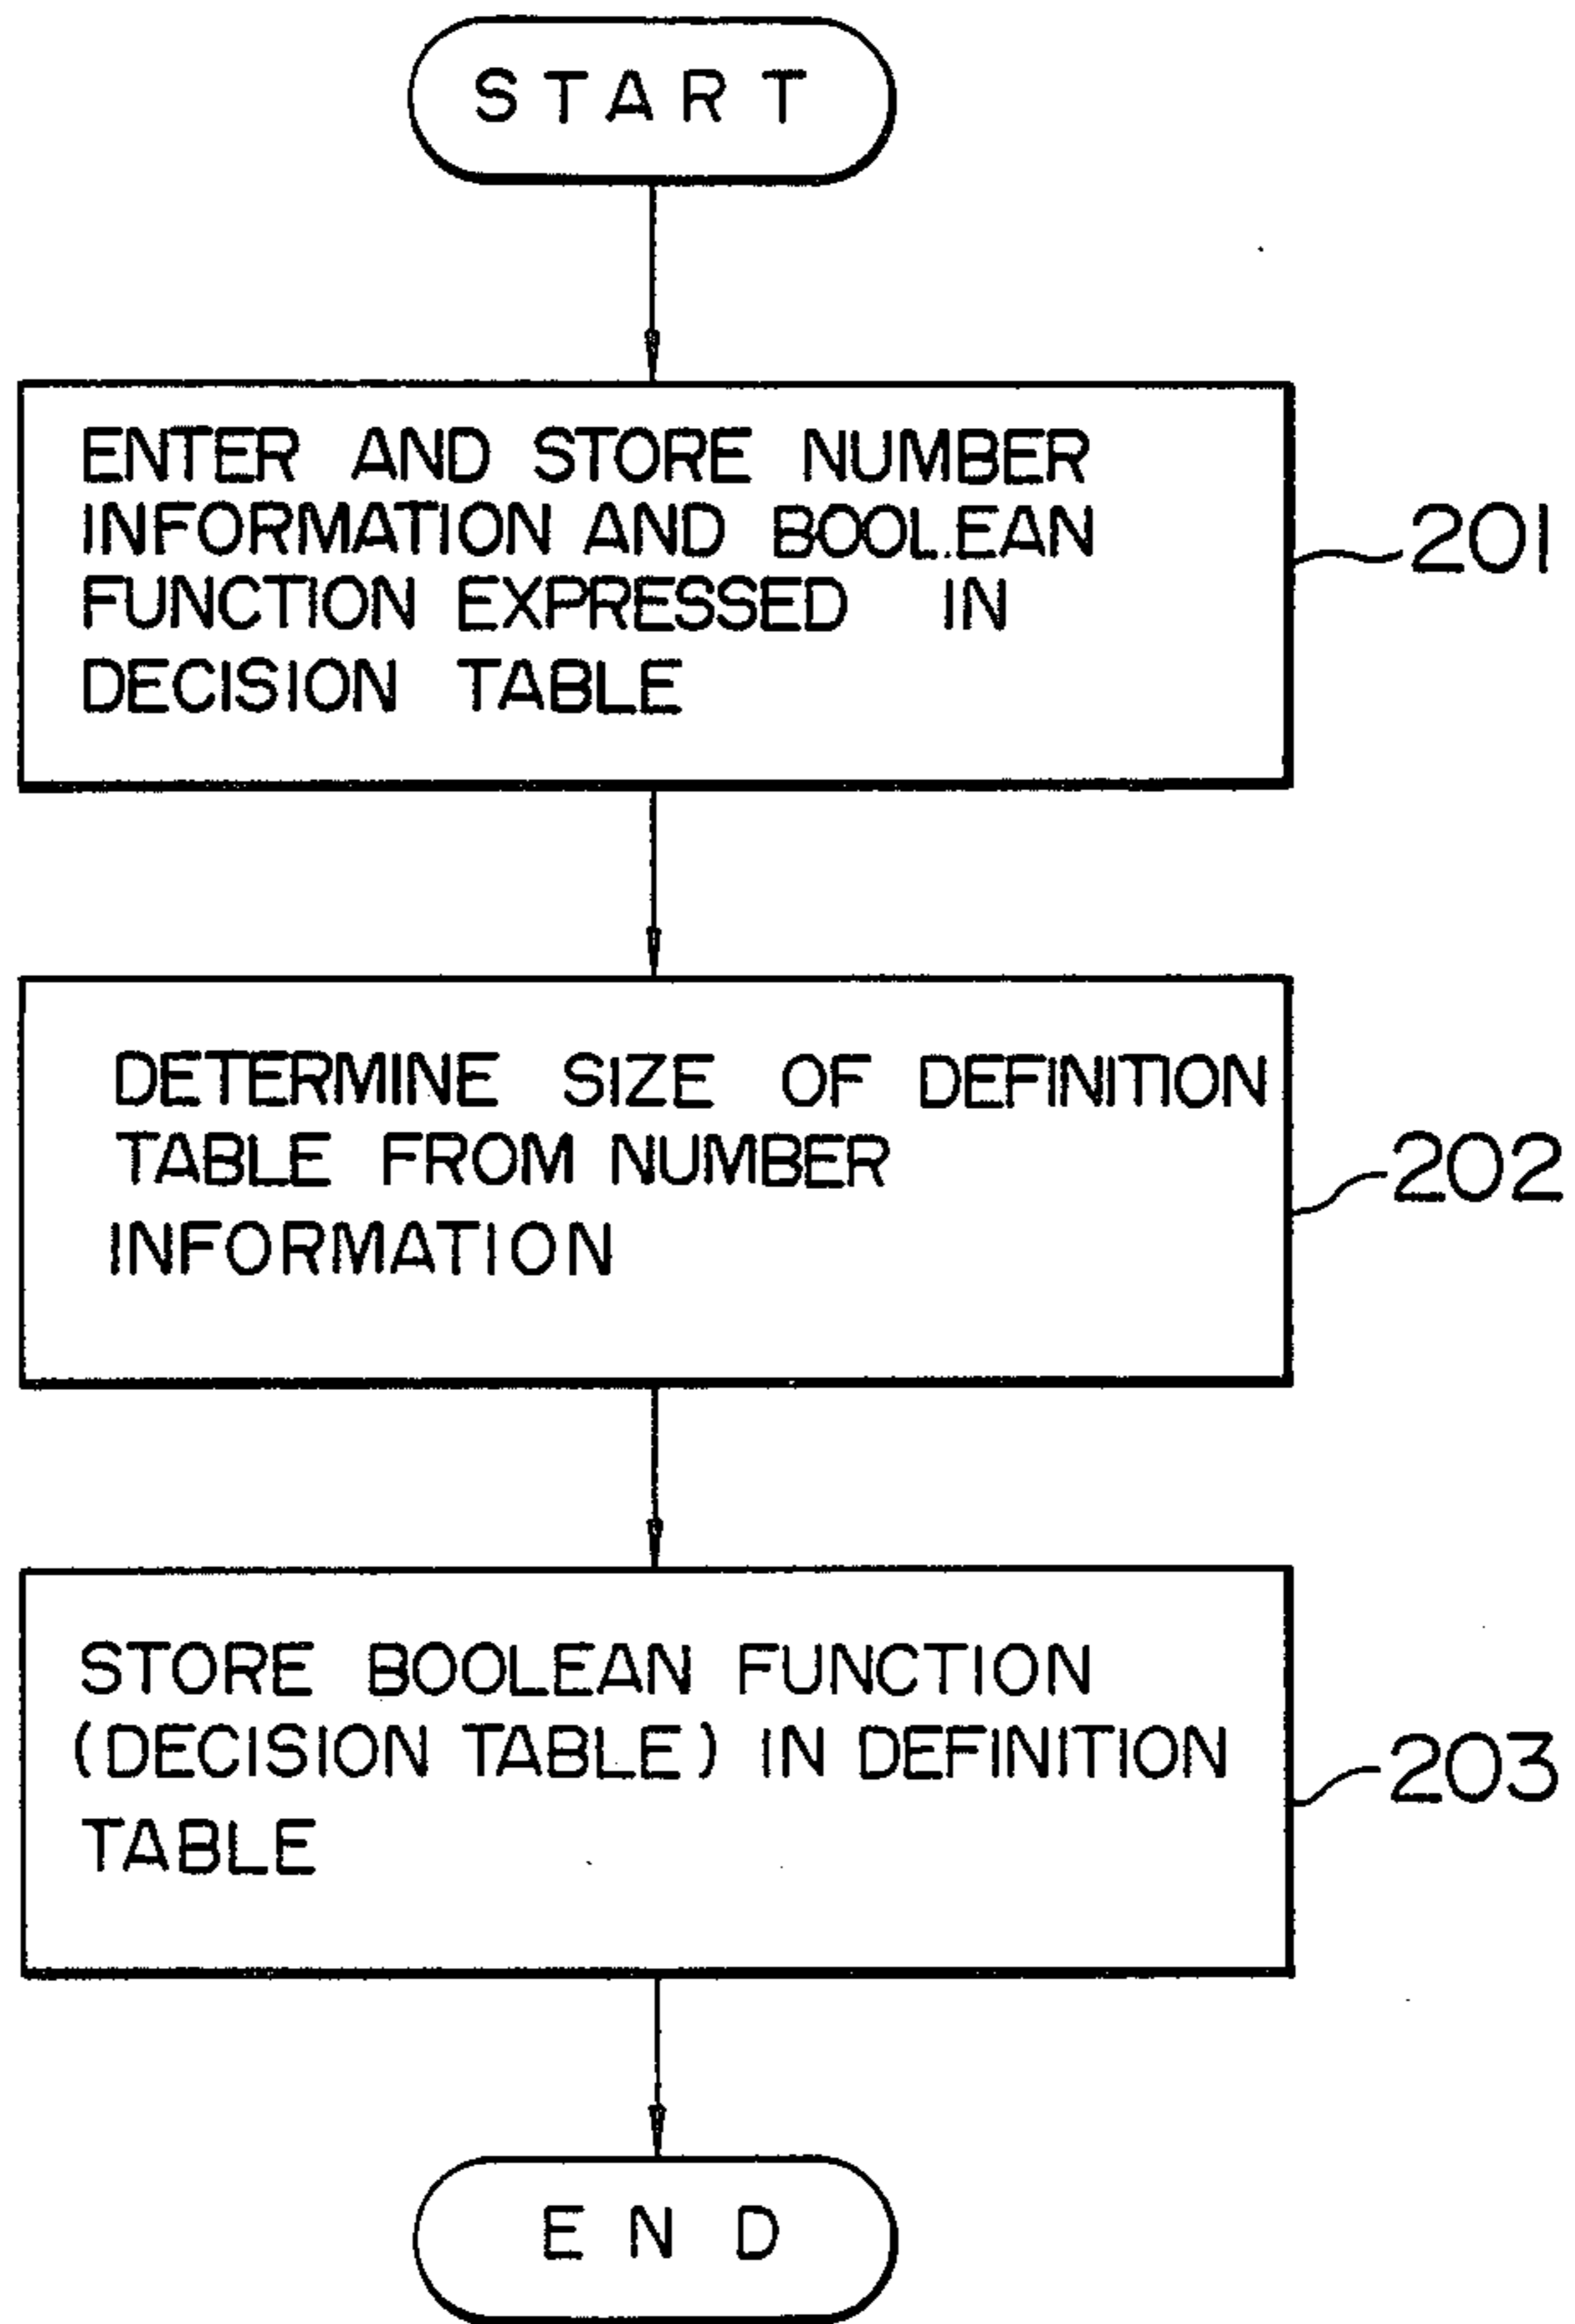 START
ENTER AND STORE NUMBER
INFORMATION AND BOOLEAN
FUNCTION EXPRESSED IN
DECISION TABLE
201
DETERMINE SIZE OF DEFINITION
TABLE FROM NUMBER
INFORMATION
202
STORE BOOLEAN FUNCTION
(DECISION TABLE) IN DEFINITION
TABLE
203
END